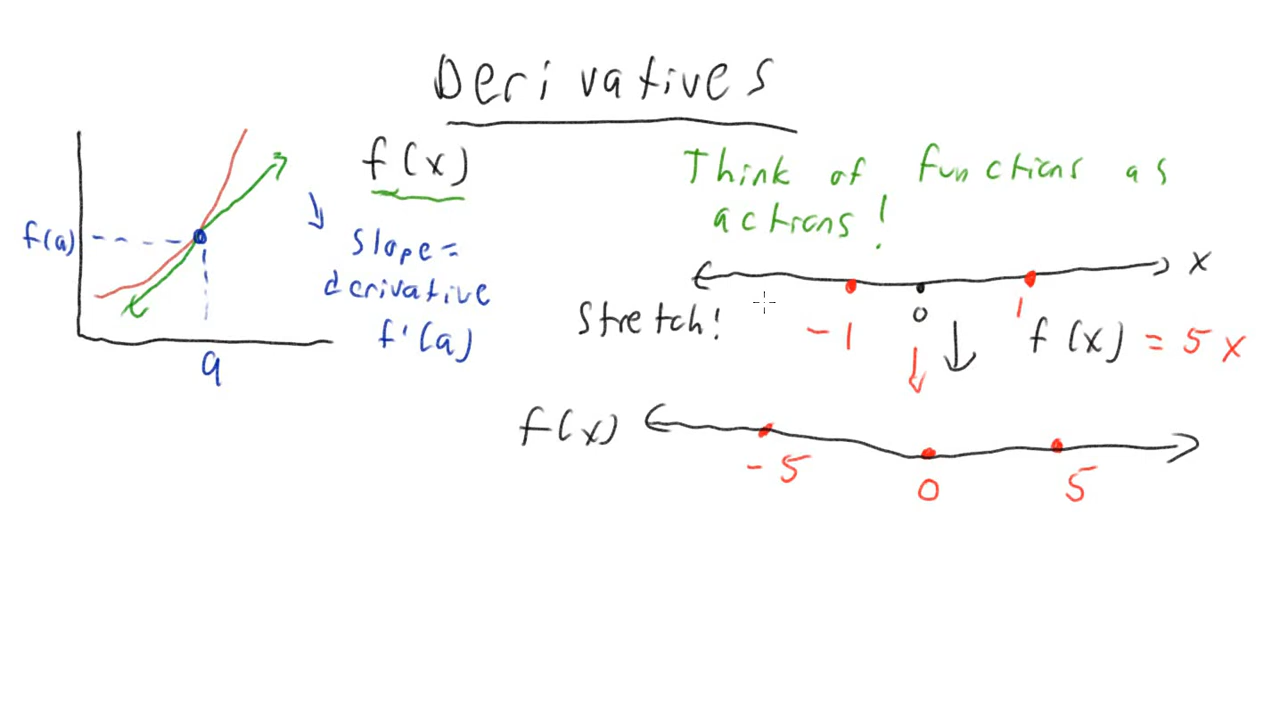 Derivatives
f(x)
f(a)
slope =
derivative
f'(a)
a
Think of functions as
actions!
x
-1
0
1
Stretch!
f(x) = 5x
f(x)
-5
0
5